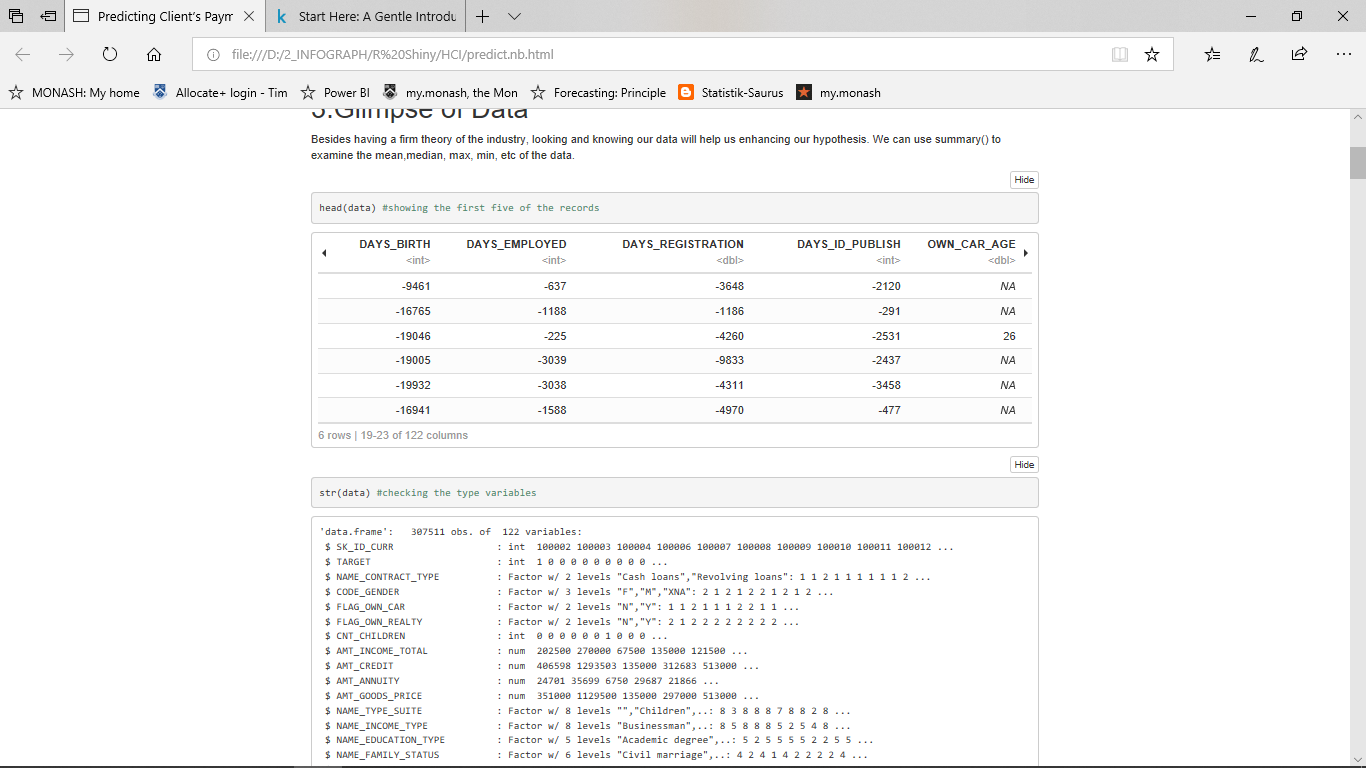 Predicting Client's Paym
Start Here: A Gentle Introdu
file:///D:/2_INFOGRAPH/R%20Shiny/HCI/predict.nb.html
MONASH: My home Allocate+ login - Tim Power BI my.monash, the Mon Forecasting: Principle Statistik-Saurus my.monash
3.Glimpse of Data
Besides having a firm theory of the industry, looking and knowing our data will help us enhancing our hypothesis. We can use summary() to
examine the mean,median, max, min, etc of the data.
Hide
head(data) #showing the first five of the records
DAYS_BIRTH DAYS_EMPLOYED DAYS_REGISTRATION DAYS_ID_PUBLISH OWN_CAR_AGE
<int> <int> <dbl> <int> <dbl>
-9461 -637 -3648 -2120 NA
-16765 -1188 -1186 -291 NA
-19046 -225 -4260 -2531 26
-19005 -3039 -9833 -2437 NA
-19932 -3038 -4311 -3458 NA
-16941 -1588 -4970 -477 NA
6 rows | 19-23 of 122 columns
Hide
str(data) #checking the type variables
'data.frame': 307511 obs. of 122 variables:
$ SK_ID_CURR : int 100002 100003 100004 100006 100007 100008 100009 100010 100011 100012 ...
$ TARGET : int 1 0 0 0 0 0 0 0 0 0 ...
$ NAME_CONTRACT_TYPE : Factor w/ 2 levels "Cash loans","Revolving loans": 1 1 2 1 1 1 1 1 1 2 ...
$ CODE_GENDER : Factor w/ 3 levels "F","M","XNA": 2 1 2 1 2 2 1 2 1 2 ...
$ FLAG_OWN_CAR : Factor w/ 2 levels "N","Y": 1 1 2 1 1 1 2 2 1 1 ...
$ FLAG_OWN_REALTY : Factor w/ 2 levels "N","Y": 2 1 2 2 2 2 2 2 2 2 ...
$ CNT_CHILDREN : int 0 0 0 0 0 0 1 0 0 0 ...
$ AMT_INCOME_TOTAL : num 202500 270000 67500 135000 121500 ...
$ AMT_CREDIT : num 406598 1293503 135000 312683 513000 ...
$ AMT_ANNUITY : num 24701 35699 6750 29687 21866 ...
$ AMT_GOODS_PRICE : num 351000 1129500 135000 297000 513000 ...
$ NAME_TYPE_SUITE : Factor w/ 8 levels "","Children",..: 8 3 8 8 8 7 8 8 2 8 ...
$ NAME_INCOME_TYPE : Factor w/ 8 levels "Businessman",..: 8 5 8 8 8 5 2 5 4 8 ...
$ NAME_EDUCATION_TYPE : Factor w/ 5 levels "Academic degree",..: 5 2 5 5 5 5 2 2 5 5 ...
$ NAME_FAMILY_STATUS : Factor w/ 6 levels "Civil marriage",..: 4 2 4 1 4 2 2 2 2 4 ...